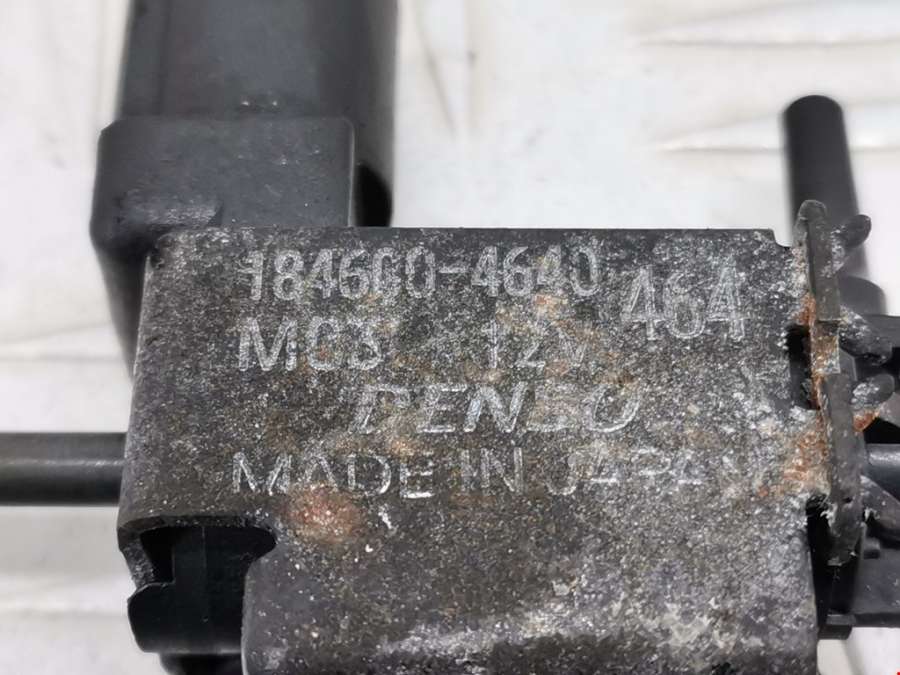 184600-4640
464
MC3 12V
DENSO
MADE IN JAPAN